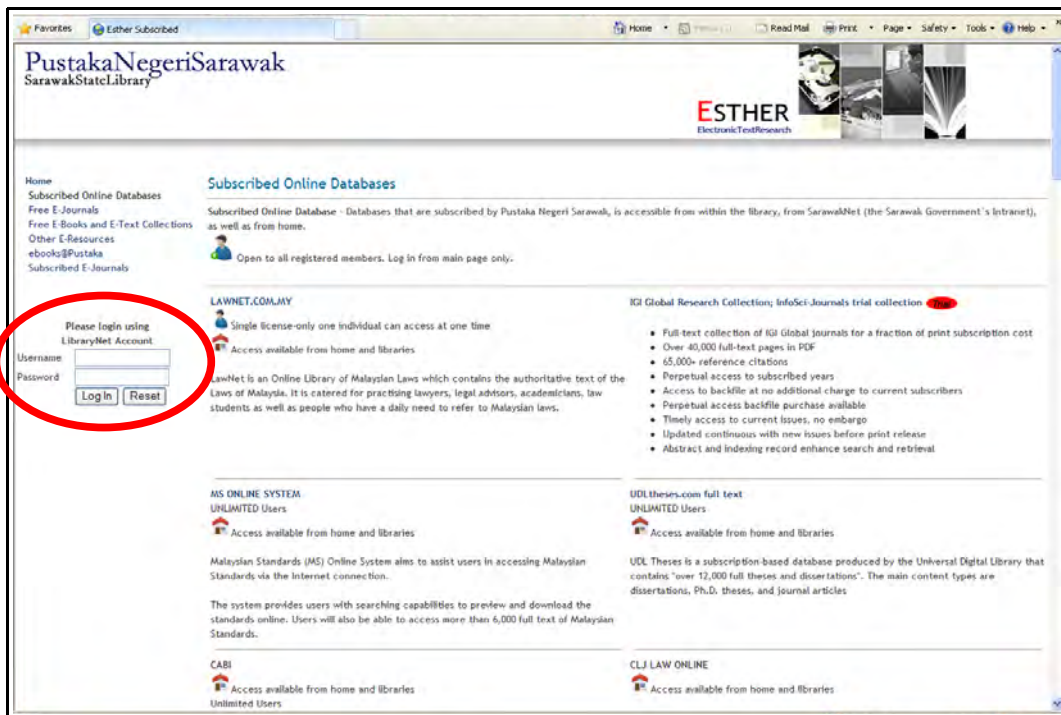 Favorites
Esther Subscribed
Home
Read Mail
Print
Page
Safety
Tools
Help
PustakaNegeriSarawak
SarawakStateLibrary
ESTHER
ElectronicTextResearch
Home
Subscribed Online Databases
Free E-Journals
Free E-Books and E-Text Collections
Other E-Resources
ebooks@Pustaka
Subscribed E-Journals
Please login using
LibraryNet Account
Username
Password
Log In
Reset
Subscribed Online Databases
Subscribed Online Database - Databases that are subscribed by Pustaka Negeri Sarawak, is accessible from within the library, from SarawakNet (the Sarawak Government`s Intranet),
as well as from home.
Open to all registered members. Log in from main page only.
LAWNET.COM.MY
Single license-only one individual can access at one time
Access available from home and libraries
LawNet is an Online Library of Malaysian Laws which contains the authoritative text of the
Laws of Malaysia. It is catered for practising lawyers, legal advisors, academicians, law
students as well as people who have a daily need to refer to Malaysian laws.
IGI Global Research Collection; InfoSci-Journals trial collection Trial
Full-text collection of IGI Global journals for a fraction of print subscription cost
Over 40,000 full-text pages in PDF
65,000+ reference citations
Perpetual access to subscribed years
Access to backfile at no additional charge to current subscribers
Perpetual access backfile purchase available
Timely access to current issues, no embargo
Updated continuous with new issues before print release
Abstract and indexing record enhance search and retrieval
MS ONLINE SYSTEM
UNLIMITED Users
Access available from home and libraries
Malaysian Standards (MS) Online System aims to assist users in accessing Malaysian
Standards via the Internet connection.
The system provides users with searching capabilities to preview and download the
standards online. Users will also be able to access more than 6,000 full text of Malaysian
Standards.
UDLtheses.com full text
UNLIMITED Users
Access available from home and libraries
UDL Theses is a subscription-based database produced by the Universal Digital Library that
contains "over 12,000 full theses and dissertations". The main content types are
dissertations, Ph.D. theses, and journal articles
CABI
Access available from home and libraries
Unlimited Users
CLJ LAW ONLINE
Access available from home and libraries